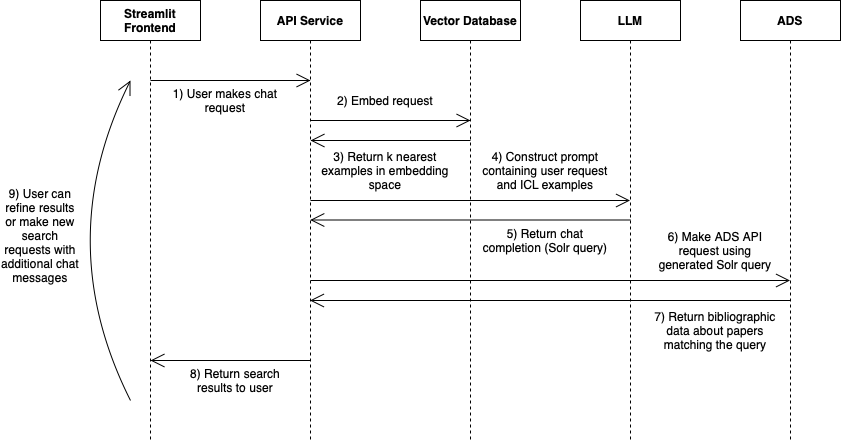 Streamlit
Frontend
API Service
Vector Database
LLM
ADS
1) User makes chat
request
2) Embed request
3) Return k nearest
examples in embedding
space
4) Construct prompt
containing user request
and ICL examples
5) Return chat
completion (Solr query)
6) Make ADS API
request using
generated Solr query
7) Return bibliographic
data about papers
matching the query
8) Return search
results to user
9) User can
refine results
or make new
search
requests with
additional chat
messages